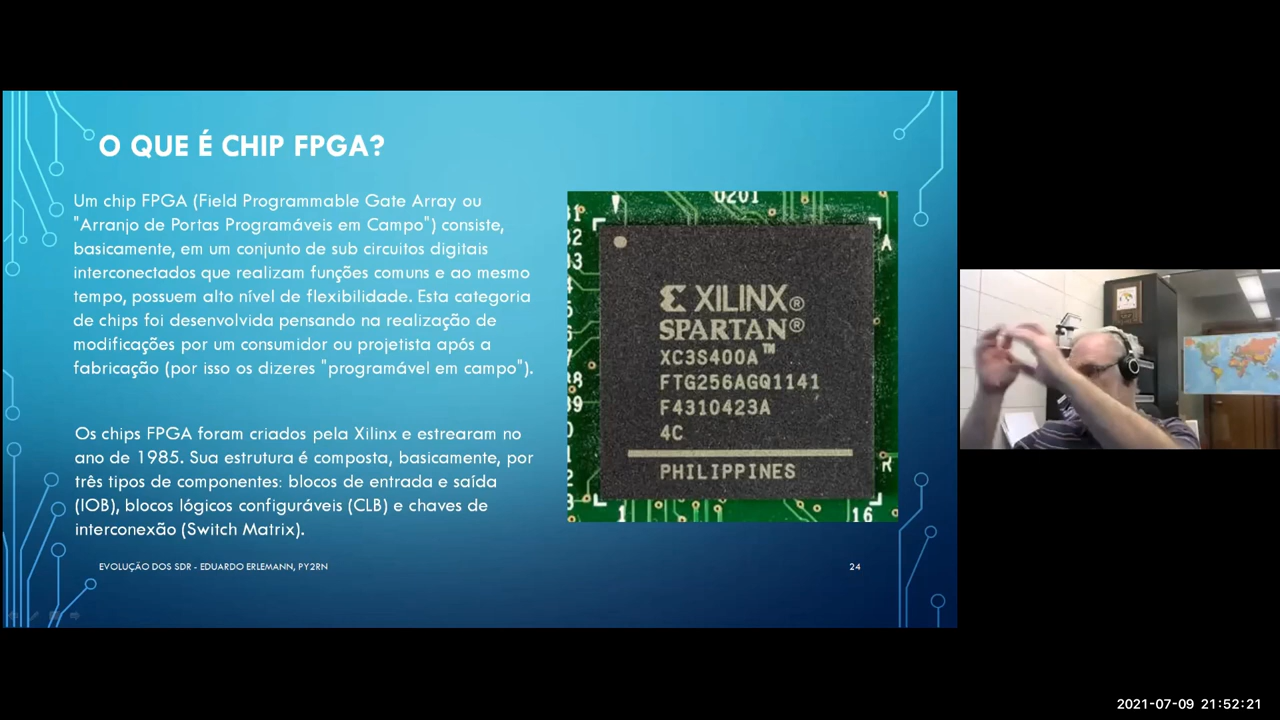 O QUE É CHIP FPGA?
Um chip FPGA (Field Programmable Gate Array ou
"Arranjo de Portas Programáveis em Campo") consiste,
basicamente, em um conjunto de sub circuitos digitais
interconectados que realizam funções comuns e ao mesmo
tempo, possuem alto nível de flexibilidade. Esta categoria
de chips foi desenvolvida pensando na realização de
modificações por um consumidor ou projetista após a
fabricação (por isso os dizeres "programável em campo").
Os chips FPGA foram criados pela Xilinx e estrearam no
ano de 1985. Sua estrutura é composta, basicamente, por
três tipos de componentes: blocos de entrada e saída
(IOB), blocos lógicos configuráveis (CLB) e chaves de
interconexão (Switch Matrix).
U201
XILINX®
SPARTAN®
XC3S400A™
FTG256AGQ1141
F4310423A
4C
PHILIPPINES
A
R
1
16
EVOLUÇÃO DOS SDR - EDUARDO ERLEMANN, PY2RN
24
2021-07-09 21:52:21